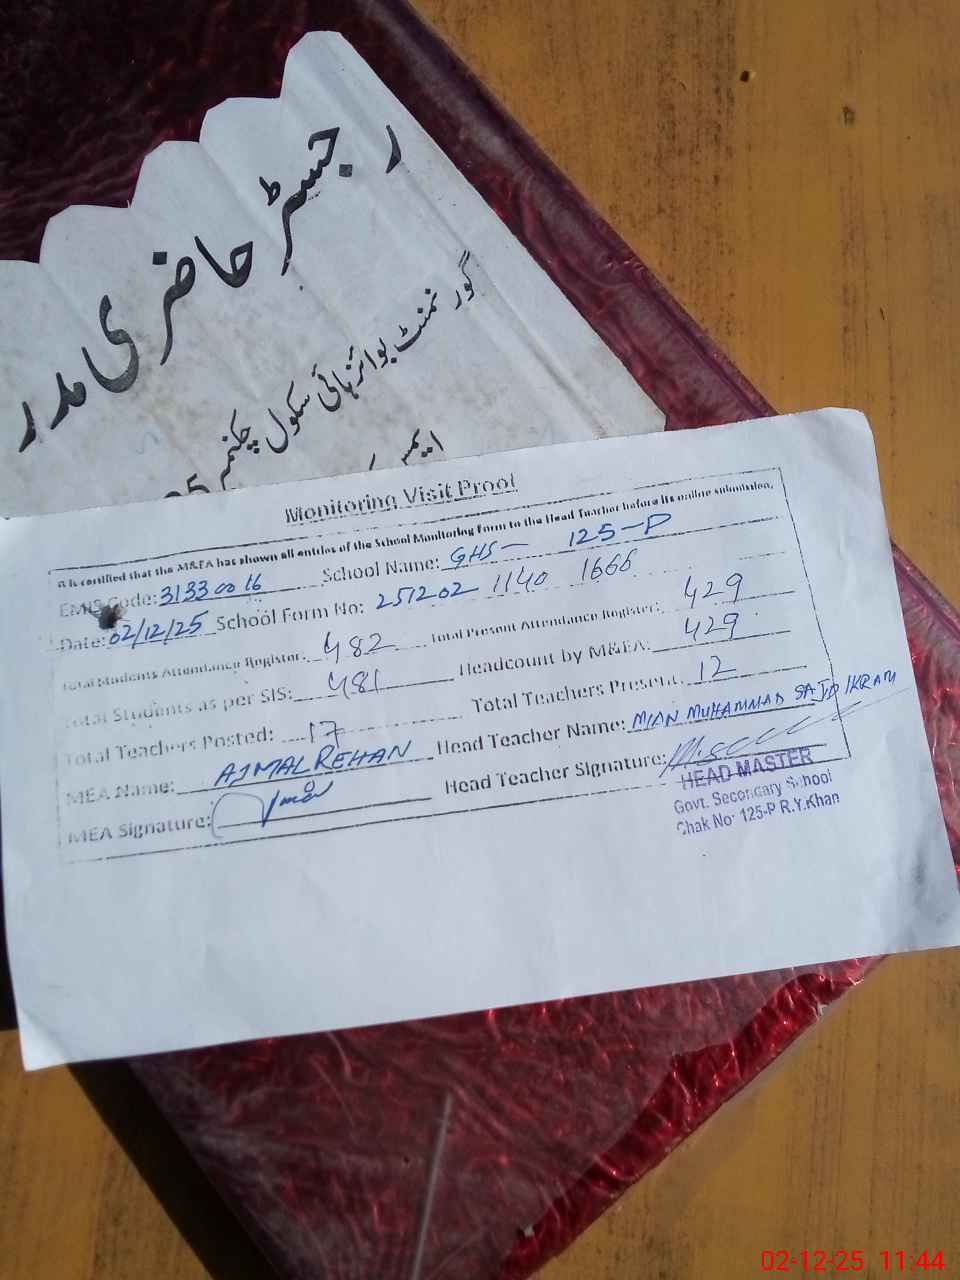 رجسٹر حاضری مدر
گورنمنٹ بوائز ہائی سکول چکنمبر
Monitoring Visit Proof
It is certified that the M&EA has shown all entries of the School Monitoring Form to the Head Teacher before its online submission.
EMIS Code: 31330016 School Name: GHS- 125-P
Date: 02/12/25 School Form No: 251202 1140 1666
Total Students Attendance Register: 482 Total Present Attendance Register: 429
Total Students as per SIS: 481 Headcount by M&EA: 429
Total Teachers Posted: 17 Total Teachers Present: 12
MEA Name: AJMAL REHAN Head Teacher Name: MIAN MUHAMMAD SAJID IKRAM
MEA Signature: Head Teacher Signature:
HEAD MASTER
Govt. Secondary School
Chak No. 125-P R.Y.Khan
02-12-25 11:44